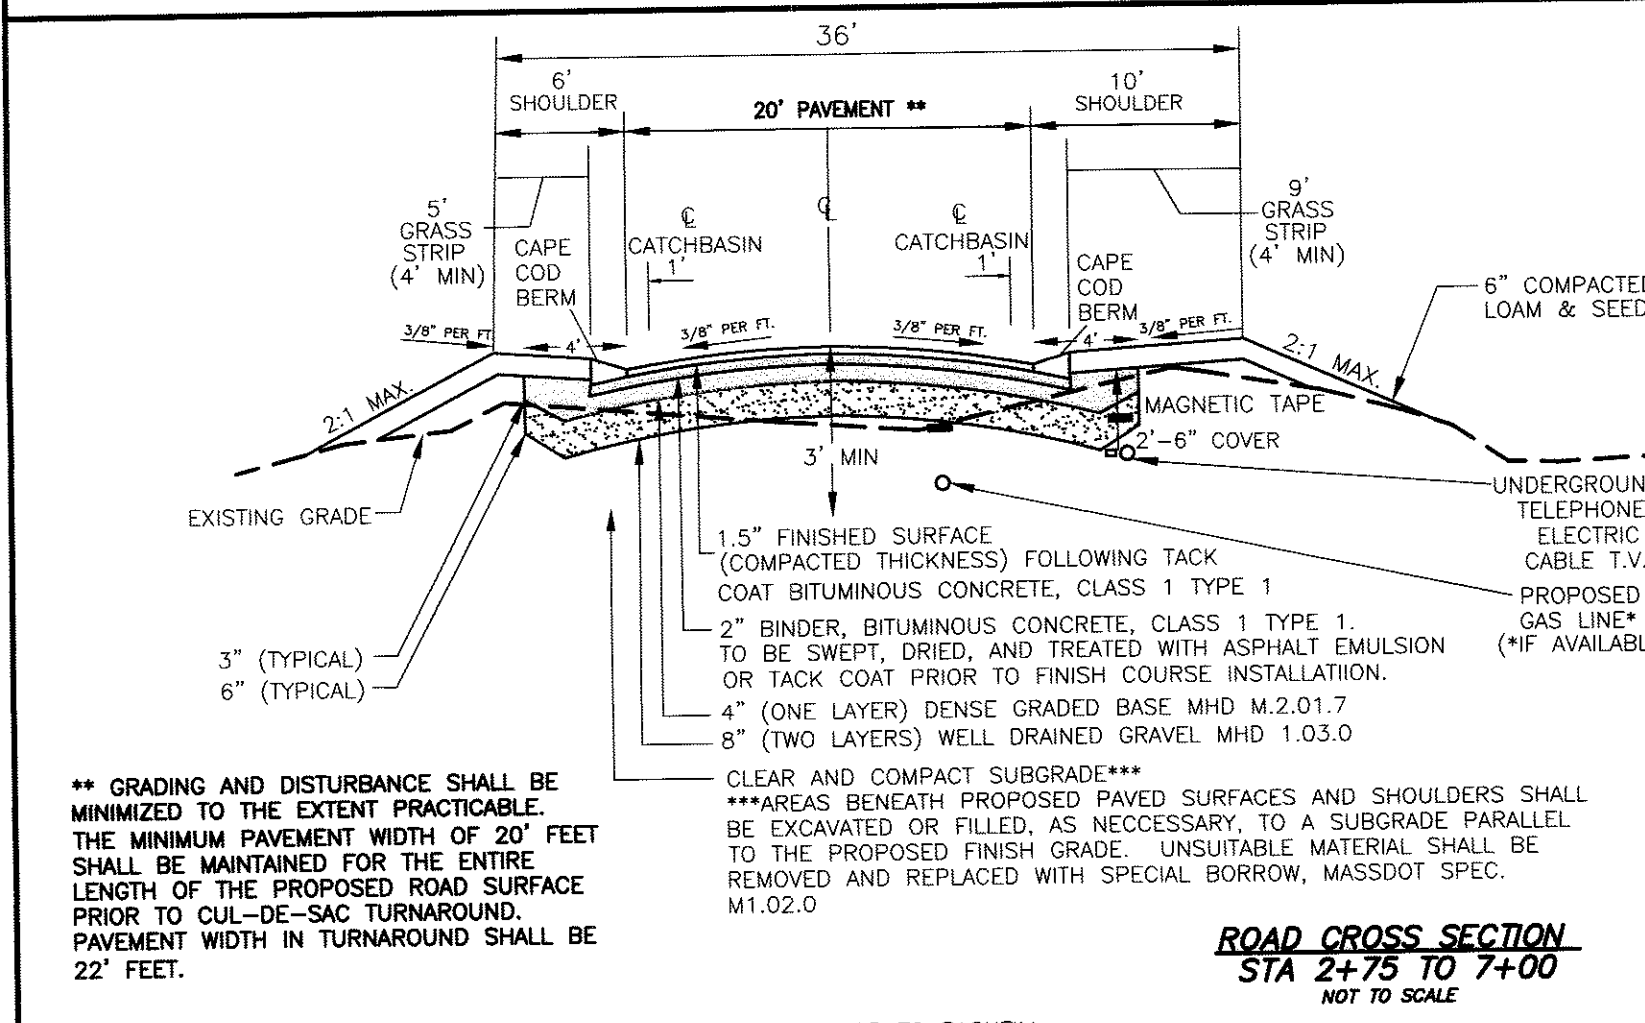 36'
6'
SHOULDER
20' PAVEMENT **
10'
SHOULDER
5'
GRASS
STRIP
(4' MIN)
CAPE
COD
BERM
℄
CATCHBASIN
1'
℄
℄
CATCHBASIN
1'
CAPE
COD
BERM
9'
GRASS
STRIP
(4' MIN)
6" COMPACTED
LOAM & SEED
3/8" PER FT.
4'
3/8" PER FT.
3/8" PER FT.
4'
3/8" PER FT.
2:1 MAX.
2:1 MAX.
MAGNETIC TAPE
2'-6" COVER
3' MIN
EXISTING GRADE
UNDERGROUN
TELEPHONE
ELECTRIC
CABLE T.V.
PROPOSED
GAS LINE*
(*IF AVAILABL
1.5" FINISHED SURFACE
(COMPACTED THICKNESS) FOLLOWING TACK
COAT BITUMINOUS CONCRETE, CLASS 1 TYPE 1
2" BINDER, BITUMINOUS CONCRETE, CLASS 1 TYPE 1.
TO BE SWEPT, DRIED, AND TREATED WITH ASPHALT EMULSION
OR TACK COAT PRIOR TO FINISH COURSE INSTALLATIION.
3" (TYPICAL)
6" (TYPICAL)
4" (ONE LAYER) DENSE GRADED BASE MHD M.2.01.7
8" (TWO LAYERS) WELL DRAINED GRAVEL MHD 1.03.0
CLEAR AND COMPACT SUBGRADE***
***AREAS BENEATH PROPOSED PAVED SURFACES AND SHOULDERS SHALL
BE EXCAVATED OR FILLED, AS NECCESSARY, TO A SUBGRADE PARALLEL
TO THE PROPOSED FINISH GRADE. UNSUITABLE MATERIAL SHALL BE
REMOVED AND REPLACED WITH SPECIAL BORROW, MASSDOT SPEC.
M1.02.0
** GRADING AND DISTURBANCE SHALL BE
MINIMIZED TO THE EXTENT PRACTICABLE.
THE MINIMUM PAVEMENT WIDTH OF 20' FEET
SHALL BE MAINTAINED FOR THE ENTIRE
LENGTH OF THE PROPOSED ROAD SURFACE
PRIOR TO CUL-DE-SAC TURNAROUND.
PAVEMENT WIDTH IN TURNAROUND SHALL BE
22' FEET.
ROAD CROSS SECTION
STA 2+75 TO 7+00
NOT TO SCALE